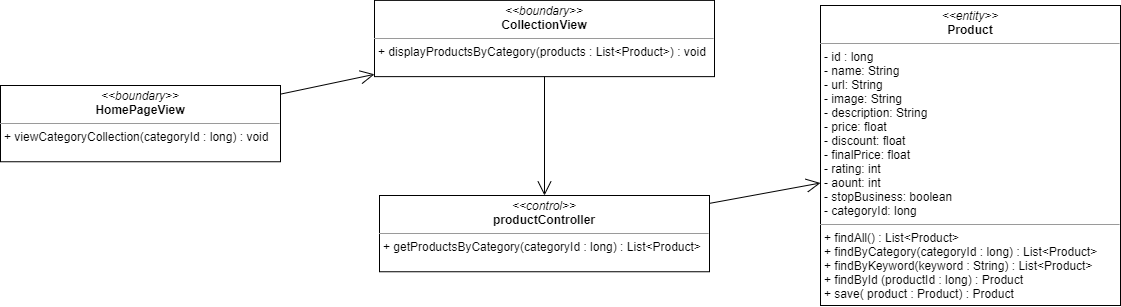 <<boundary>>
CollectionView
+ displayProductsByCategory(products : List<Product>) : void
<<boundary>>
HomePageView
+ viewCategoryCollection(categoryId : long) : void
<<control>>
productController
+ getProductsByCategory(categoryId : long) : List<Product>
<<entity>>
Product
- id : long
- name: String
- url: String
- image: String
- description: String
- price: float
- discount: float
- finalPrice: float
- rating: int
- aount: int
- stopBusiness: boolean
- categoryId: long
+ findAll() : List<Product>
+ findByCategory(categoryId : long) : List<Product>
+ findByKeyword(keyword : String) : List<Product>
+ findById (productId : long) : Product
+ save( product : Product) : Product